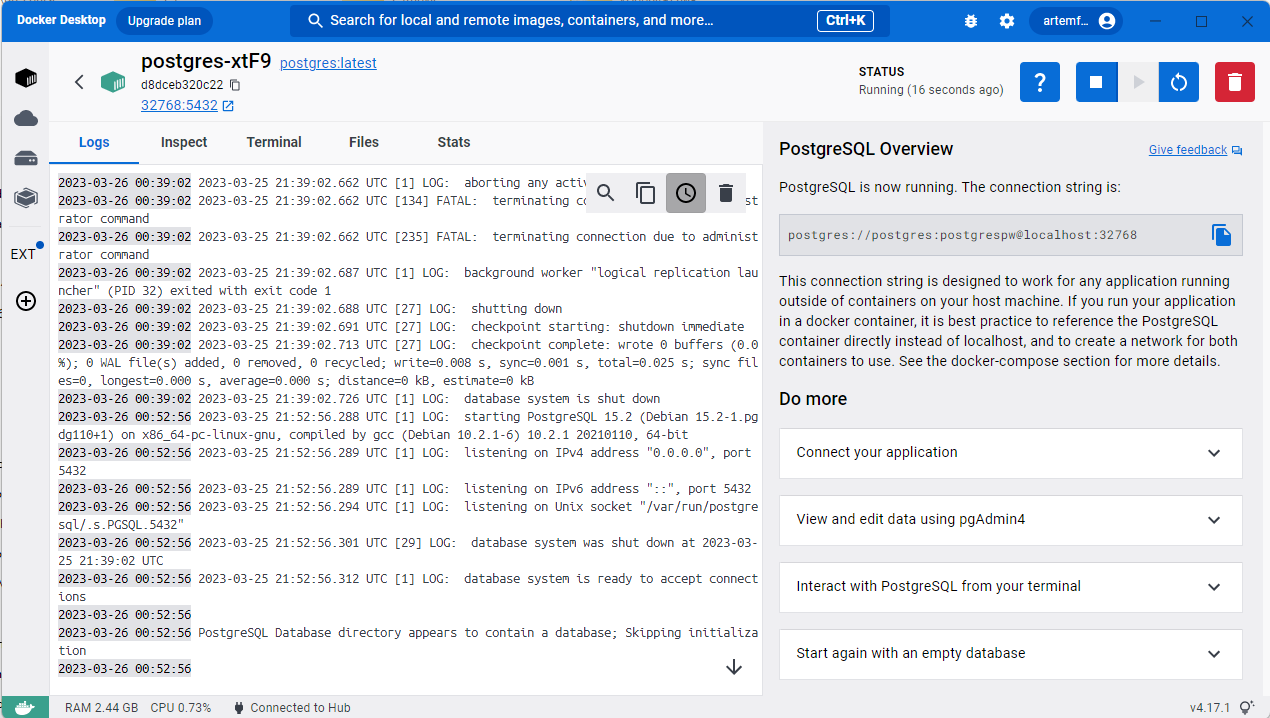 Docker Desktop
Upgrade plan
Search for local and remote images, containers, and more...
Ctrl+K
artemf...
postgres-xtF9
postgres:latest
d8dceb320c22
32768:5432
STATUS
Running (16 seconds ago)
?
EXT
Logs
Inspect
Terminal
Files
Stats
2023-03-26 00:39:02 2023-03-25 21:39:02.662 UTC [1] LOG:  aborting any activ
2023-03-26 00:39:02 2023-03-25 21:39:02.662 UTC [134] FATAL:  terminating co st
rator command
2023-03-26 00:39:02 2023-03-25 21:39:02.662 UTC [235] FATAL:  terminating connection due to administ
rator command
2023-03-26 00:39:02 2023-03-25 21:39:02.687 UTC [1] LOG:  background worker "logical replication lau
ncher" (PID 32) exited with exit code 1
2023-03-26 00:39:02 2023-03-25 21:39:02.688 UTC [27] LOG:  shutting down
2023-03-26 00:39:02 2023-03-25 21:39:02.691 UTC [27] LOG:  checkpoint starting: shutdown immediate
2023-03-26 00:39:02 2023-03-25 21:39:02.713 UTC [27] LOG:  checkpoint complete: wrote 0 buffers (0.0
%); 0 WAL file(s) added, 0 removed, 0 recycled; write=0.008 s, sync=0.001 s, total=0.025 s; sync fil
es=0, longest=0.000 s, average=0.000 s; distance=0 kB, estimate=0 kB
2023-03-26 00:39:02 2023-03-25 21:39:02.726 UTC [1] LOG:  database system is shut down
2023-03-26 00:52:56 2023-03-25 21:52:56.288 UTC [1] LOG:  starting PostgreSQL 15.2 (Debian 15.2-1.pg
dg110+1) on x86_64-pc-linux-gnu, compiled by gcc (Debian 10.2.1-6) 10.2.1 20210110, 64-bit
2023-03-26 00:52:56 2023-03-25 21:52:56.289 UTC [1] LOG:  listening on IPv4 address "0.0.0.0", port
5432
2023-03-26 00:52:56 2023-03-25 21:52:56.289 UTC [1] LOG:  listening on IPv6 address "::", port 5432
2023-03-26 00:52:56 2023-03-25 21:52:56.294 UTC [1] LOG:  listening on Unix socket "/var/run/postgre
sql/.s.PGSQL.5432"
2023-03-26 00:52:56 2023-03-25 21:52:56.301 UTC [29] LOG:  database system was shut down at 2023-03-
25 21:39:02 UTC
2023-03-26 00:52:56 2023-03-25 21:52:56.312 UTC [1] LOG:  database system is ready to accept connect
ions
2023-03-26 00:52:56
2023-03-26 00:52:56 PostgreSQL Database directory appears to contain a database; Skipping initializa
tion
2023-03-26 00:52:56
PostgreSQL Overview
Give feedback
PostgreSQL is now running. The connection string is:
postgres://postgres:postgrespw@localhost:32768
This connection string is designed to work for any application running
outside of containers on your host machine. If you run your application
in a docker container, it is best practice to reference the PostgreSQL
container directly instead of localhost, and to create a network for both
containers to use. See the docker-compose section for more details.
Do more
Connect your application
View and edit data using pgAdmin4
Interact with PostgreSQL from your terminal
Start again with an empty database
RAM 2.44 GB
CPU 0.73%
Connected to Hub
v4.17.1